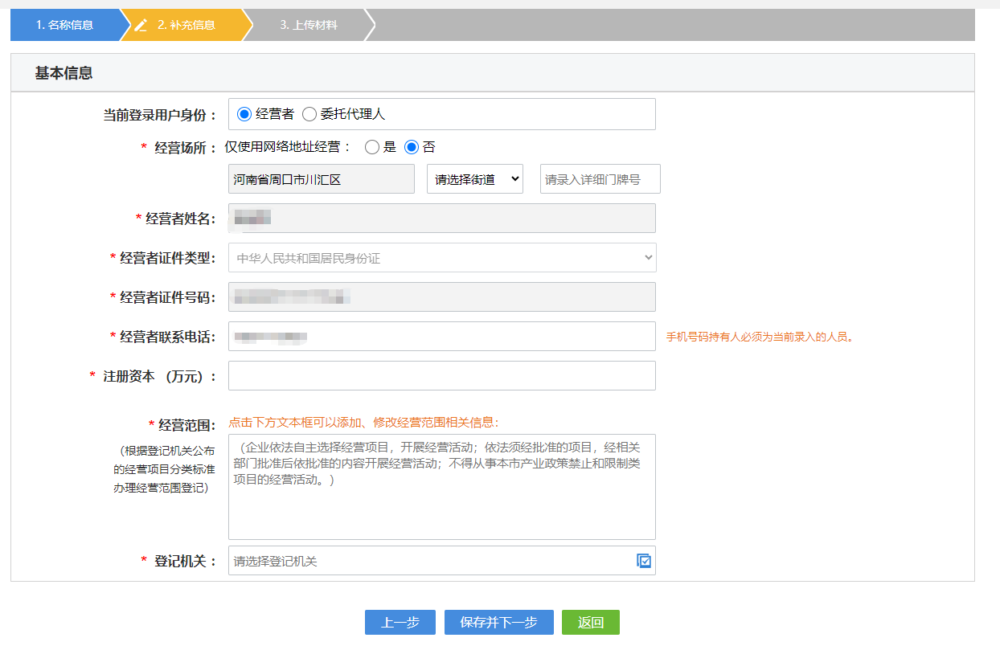 1. 名称信息 2. 补充信息 3. 上传材料
基本信息
当前登录用户身份： 经营者 委托代理人
* 经营场所： 仅使用网络地址经营： 是 否
河南省周口市川汇区 请选择街道 请录入详细门牌号
* 经营者姓名：
* 经营者证件类型： 中华人民共和国居民身份证
* 经营者证件号码：
* 经营者联系电话： 手机号码持有人必须为当前录入的人员。
* 注册资本 （万元）：
* 经营范围： 点击下方文本框可以添加、修改经营范围相关信息：
（根据登记机关公布
的经营项目分类标准
办理经营范围登记）
（企业依法自主选择经营项目，开展经营活动；依法须经批准的项目，经相关
部门批准后依批准的内容开展经营活动；不得从事本市产业政策禁止和限制类
项目的经营活动。）
* 登记机关： 请选择登记机关
上一步 保存并下一步 返回